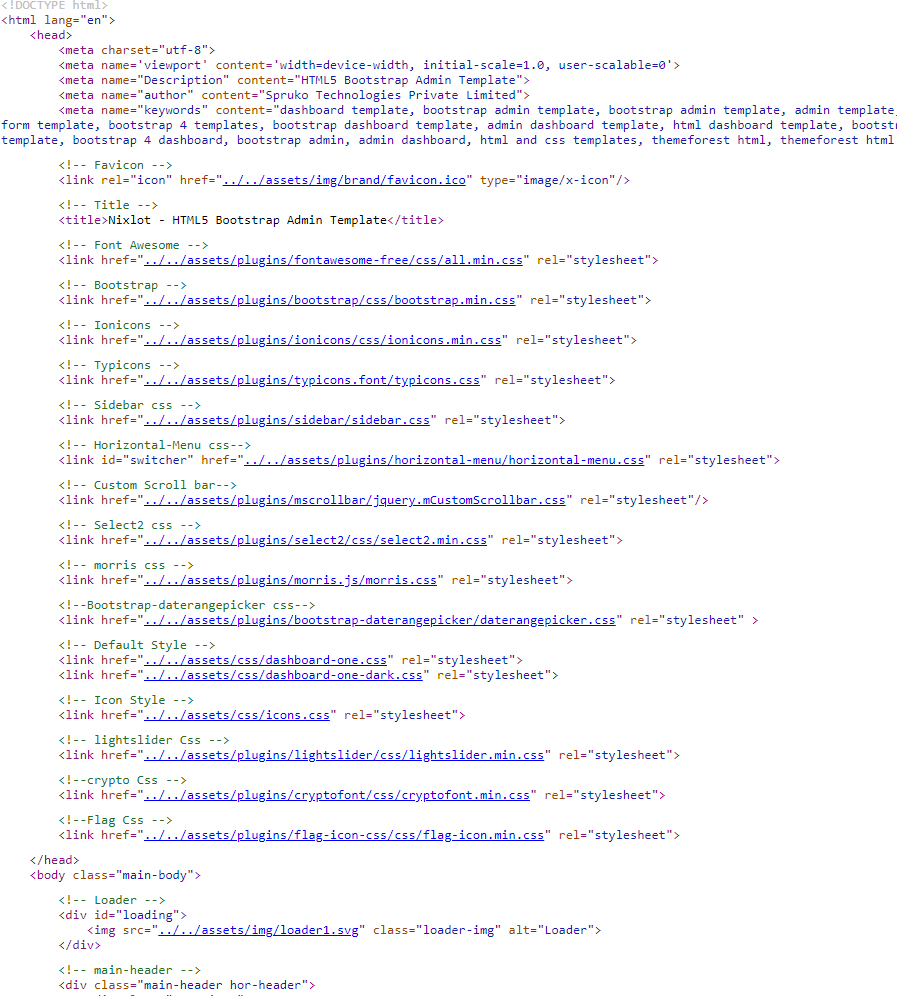 <!DOCTYPE html>
<html lang="en">
<head>
<meta charset="utf-8">
<meta name='viewport' content='width=device-width, initial-scale=1.0, user-scalable=0'>
<meta name="Description" content="HTML5 Bootstrap Admin Template">
<meta name="author" content="Spruko Technologies Private Limited">
<meta name="keywords" content="dashboard template, bootstrap admin template, bootstrap admin template, admin template,
form template, bootstrap 4 templates, bootstrap dashboard template, admin dashboard template, html dashboard template,
template, bootstrap 4 dashboard, bootstrap admin, admin dashboard, html and css templates, themeforest html, themeforest html
<!-- Favicon -->
<link rel="icon" href="../../assets/img/brand/favicon.ico" type="image/x-icon"/>
<!-- Title -->
<title>Nixlot - HTML5 Bootstrap Admin Template</title>
<!-- Font Awesome -->
<link href="../../assets/plugins/fontawesome-free/css/all.min.css" rel="stylesheet">
<!-- Bootstrap -->
<link href="../../assets/plugins/bootstrap/css/bootstrap.min.css" rel="stylesheet">
<!-- Ionicons -->
<link href="../../assets/plugins/ionicons/css/ionicons.min.css" rel="stylesheet">
<!-- Typicons -->
<link href="../../assets/plugins/typicons.font/typicons.css" rel="stylesheet">
<!-- Sidebar css -->
<link href="../../assets/plugins/sidebar/sidebar.css" rel="stylesheet">
<!-- Horizontal-Menu css-->
<link id="switcher" href="../../assets/plugins/horizontal-menu/horizontal-menu.css" rel="stylesheet">
<!-- Custom Scroll bar-->
<link href="../../assets/plugins/mscrollbar/jquery.mCustomScrollbar.css" rel="stylesheet"/>
<!-- Select2 css -->
<link href="../../assets/plugins/select2/css/select2.min.css" rel="stylesheet">
<!-- morris css -->
<link href="../../assets/plugins/morris.js/morris.css" rel="stylesheet">
<!--Bootstrap-daterangepicker css-->
<link href="../../assets/plugins/bootstrap-daterangepicker/daterangepicker.css" rel="stylesheet" >
<!-- Default Style -->
<link href="../../assets/css/dashboard-one.css" rel="stylesheet">
<link href="../../assets/css/dashboard-one-dark.css" rel="stylesheet">
<!-- Icon Style -->
<link href="../../assets/css/icons.css" rel="stylesheet">
<!-- lightslider Css -->
<link href="../../assets/plugins/lightslider/css/lightslider.min.css" rel="stylesheet">
<!--crypto Css -->
<link href="../../assets/plugins/cryptofont/css/cryptofont.min.css" rel="stylesheet">
<!--Flag Css -->
<link href="../../assets/plugins/flag-icon-css/css/flag-icon.min.css" rel="stylesheet">
</head>
<body class="main-body">
<!-- Loader -->
<div id="loading">
<img src="../../assets/img/loader1.svg" class="loader-img" alt="Loader">
</div>
<!-- main-header -->
<div class="main-header hor-header">